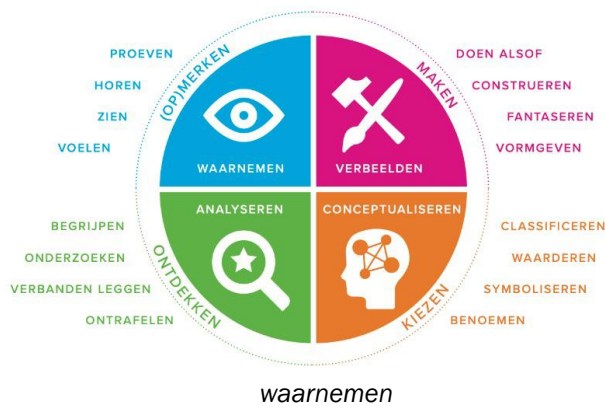 (OP)MERKEN
PROEVEN
HOREN
ZIEN
VOELEN
WAARNEMEN
MAKEN
DOEN ALSOF
CONSTRUEREN
FANTASEREN
VORMGEVEN
VERBEELDEN
ANALYSEREN
BEGRIJPEN
ONDERZOEKEN
VERBANDEN LEGGEN
ONTRAFELEN
ONTDEKKEN
CONCEPTUALISEREN
CLASSIFICEREN
WAARDEREN
SYMBOLISEREN
BENOEMEN
KIEZEN
waarnemen